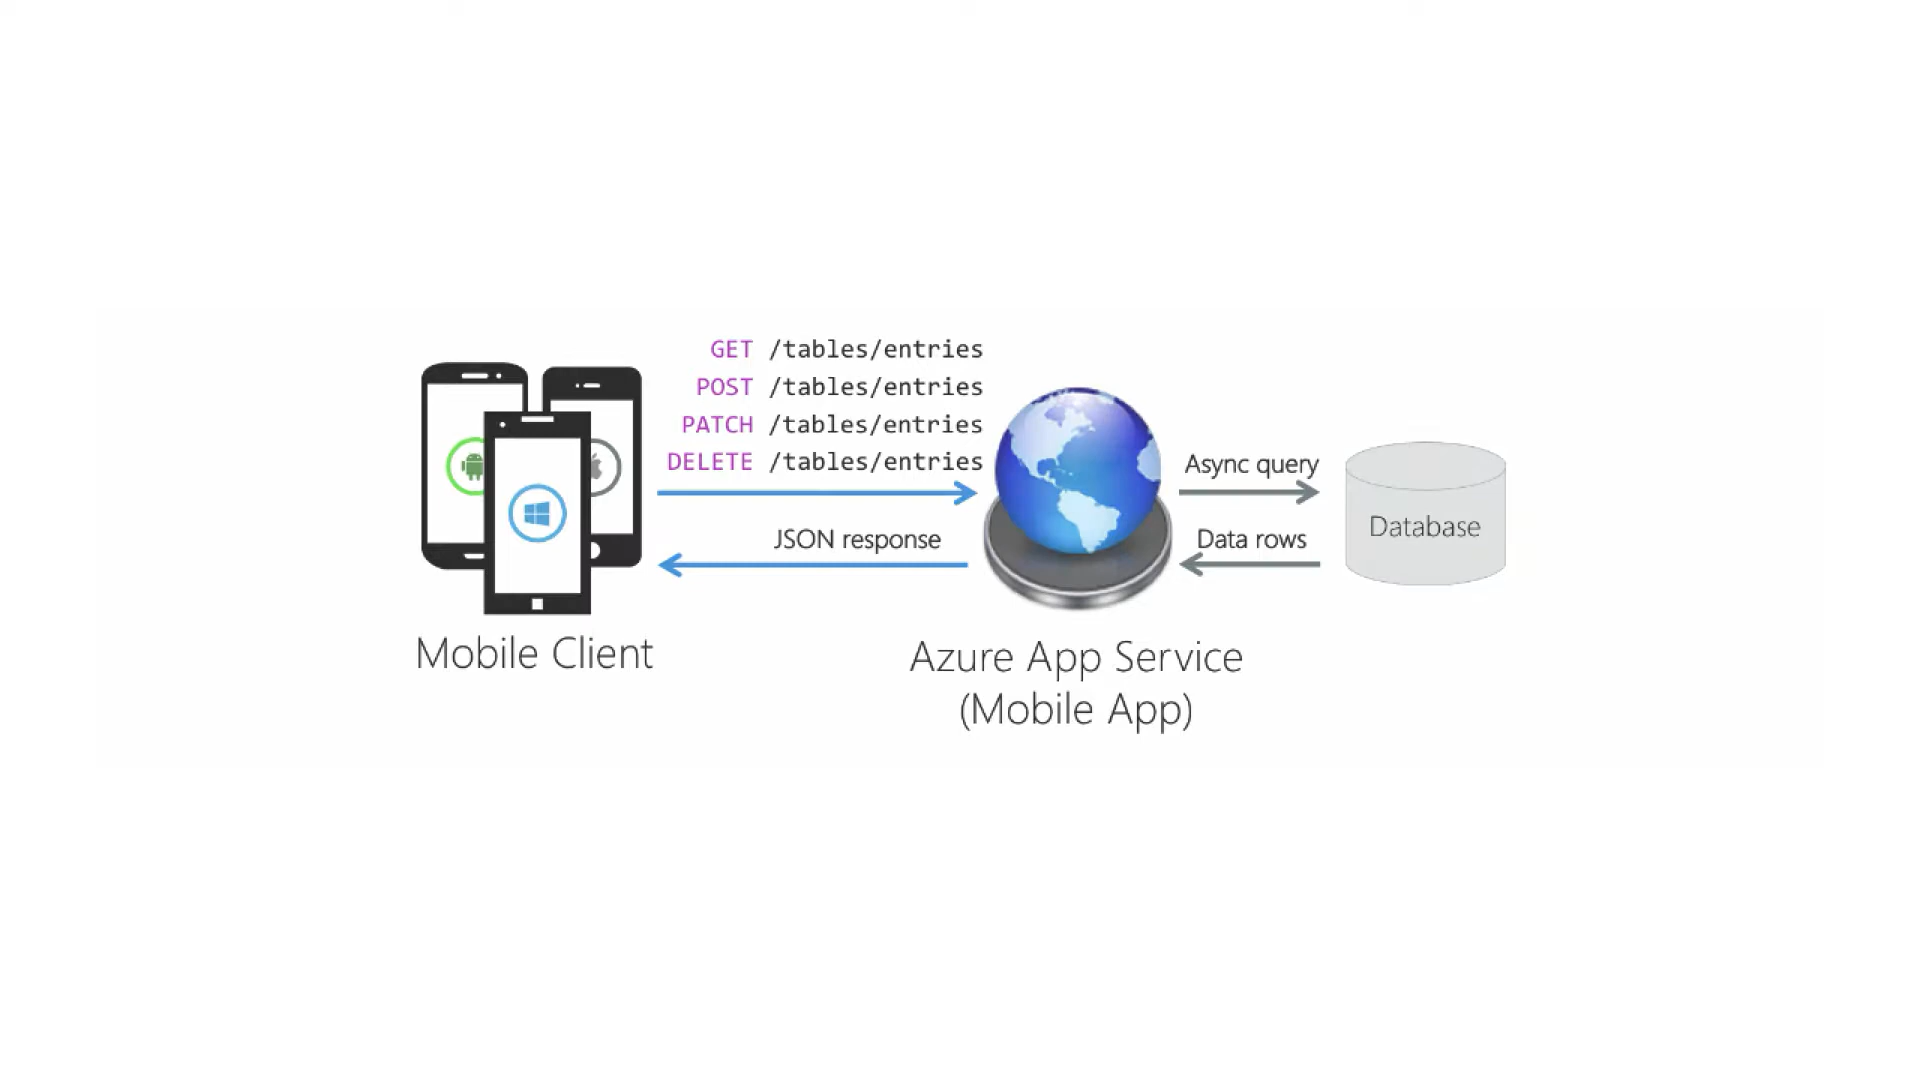 GET /tables/entries
POST /tables/entries
PATCH /tables/entries
DELETE /tables/entries
JSON response
Async query
Data rows
Database
Mobile Client
Azure App Service
(Mobile App)